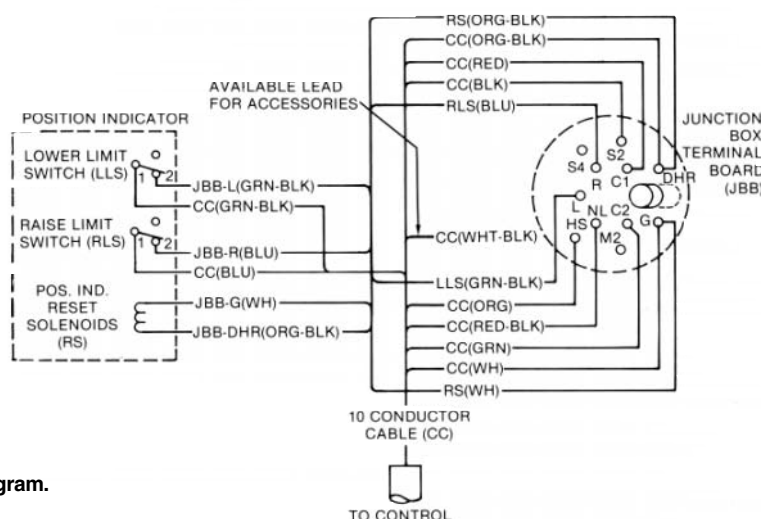 RS(ORG-BLK)
CC(ORG-BLK)
CC(RED)
CC(BLK)
RLS(BLU)
AVAILABLE LEAD
FOR ACCESSORIES
POSITION INDICATOR
LOWER LIMIT
SWITCH (LLS)
1 2
JBB-L(GRN-BLK)
CC(GRN-BLK)
RAISE LIMIT
SWITCH (RLS)
1 2
JBB-R(BLU)
CC(BLU)
POS. IND.
RESET
SOLENOIDS
(RS)
JBB-G(WH)
JBB-DHR(ORG-BLK)
JUNCTION
BOX
TERMINAL
BOARD
(JBB)
S2
S4
R C1 DHR
L
NL C2 G
HS
M2
CC(WHT-BLK)
LLS(GRN-BLK)
CC(ORG)
CC(RED-BLK)
CC(GRN)
CC(WH)
RS(WH)
10 CONDUCTOR
CABLE (CC)
TO CONTROL
gram.